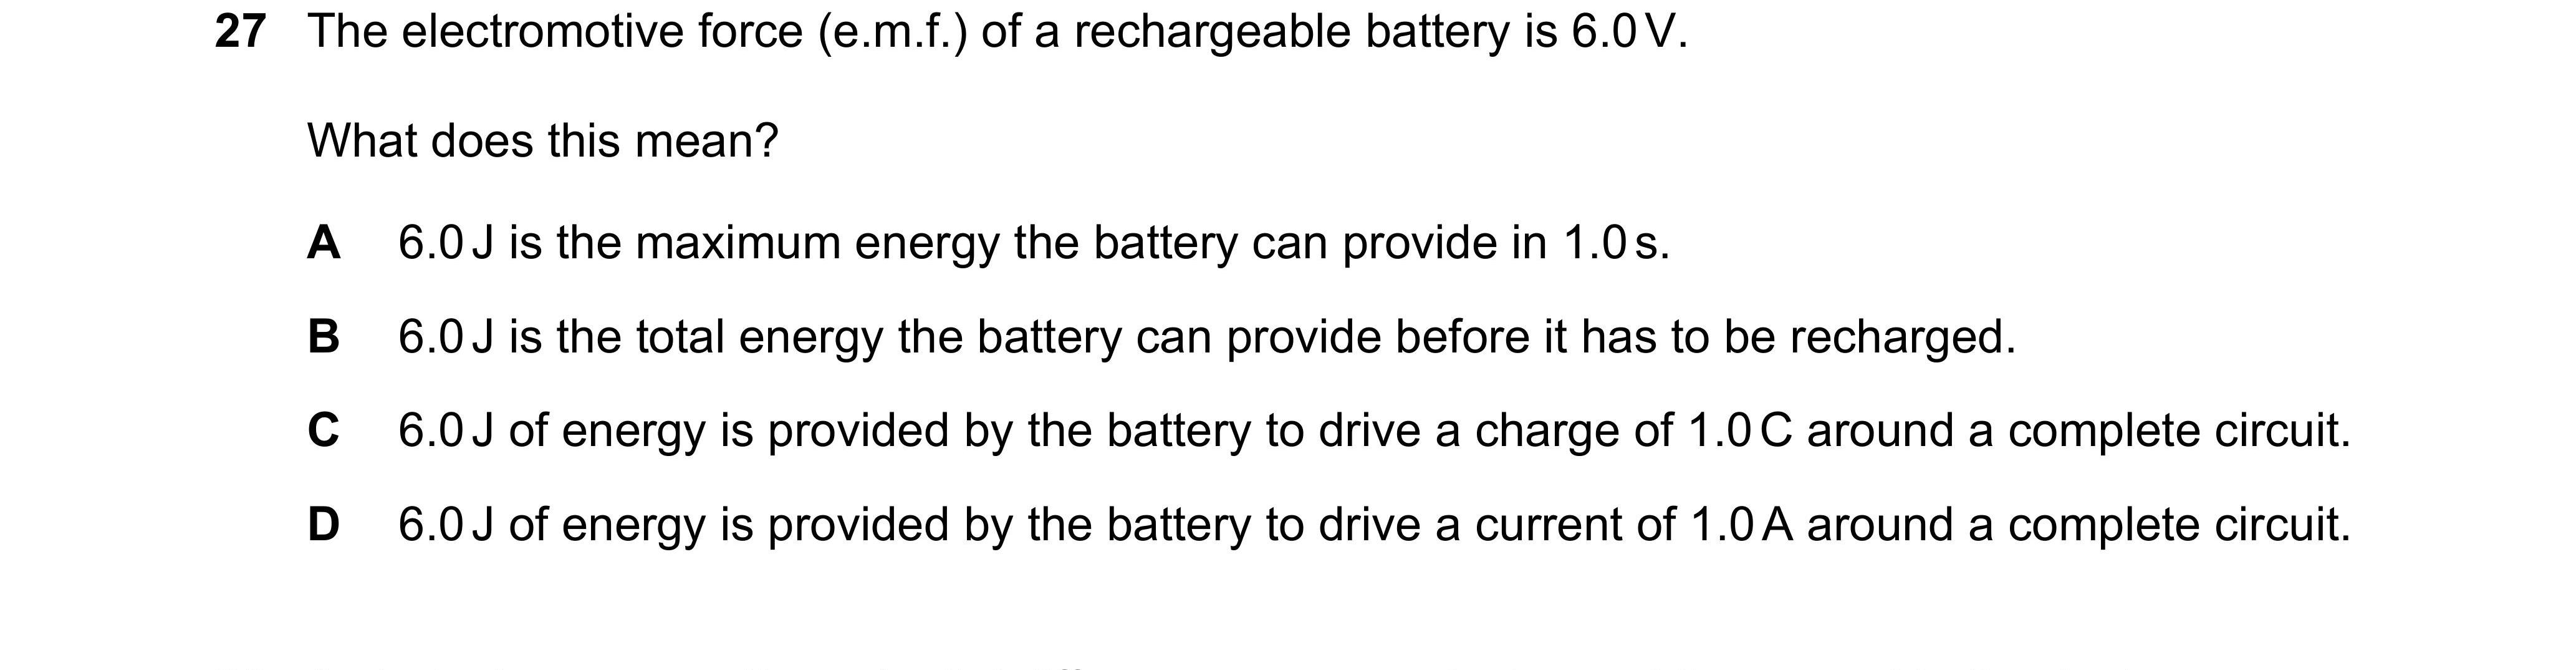 27 The electromotive force (e.m.f.) of a rechargeable battery is 6.0 V.
What does this mean?
A 6.0 J is the maximum energy the battery can provide in 1.0 s.
B 6.0 J is the total energy the battery can provide before it has to be recharged.
C 6.0 J of energy is provided by the battery to drive a charge of 1.0 C around a complete circuit.
D 6.0 J of energy is provided by the battery to drive a current of 1.0 A around a complete circuit.